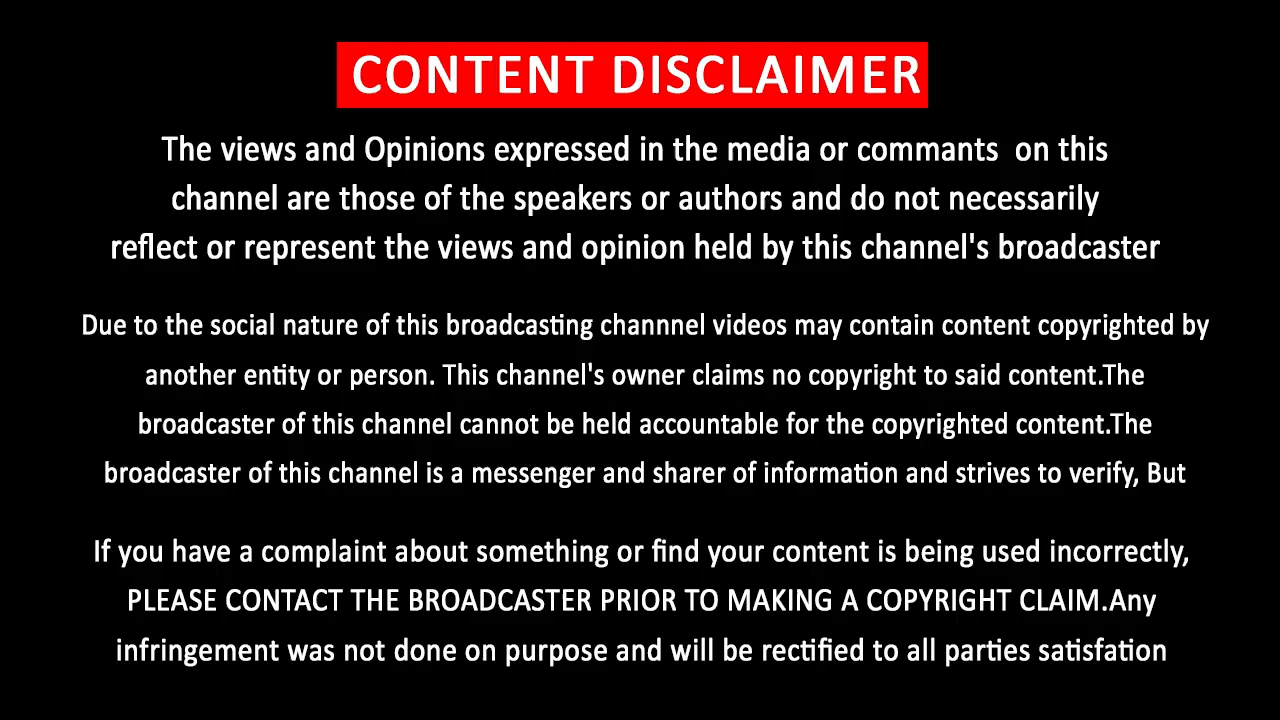 CONTENT DISCLAIMER
The views and Opinions expressed in the media or commants  on this
channel are those of the speakers or authors and do not necessarily
reflect or represent the views and opinion held by this channel's broadcaster
Due to the social nature of this broadcasting channnel videos may contain content copyrighted by
another entity or person. This channel's owner claims no copyright to said content.The
broadcaster of this channel cannot be held accountable for the copyrighted content.The
broadcaster of this channel is a messenger and sharer of information and strives to verify, But
If you have a complaint about something or find your content is being used incorrectly,
PLEASE CONTACT THE BROADCASTER PRIOR TO MAKING A COPYRIGHT CLAIM.Any
infringement was not done on purpose and will be rectified to all parties satisfation